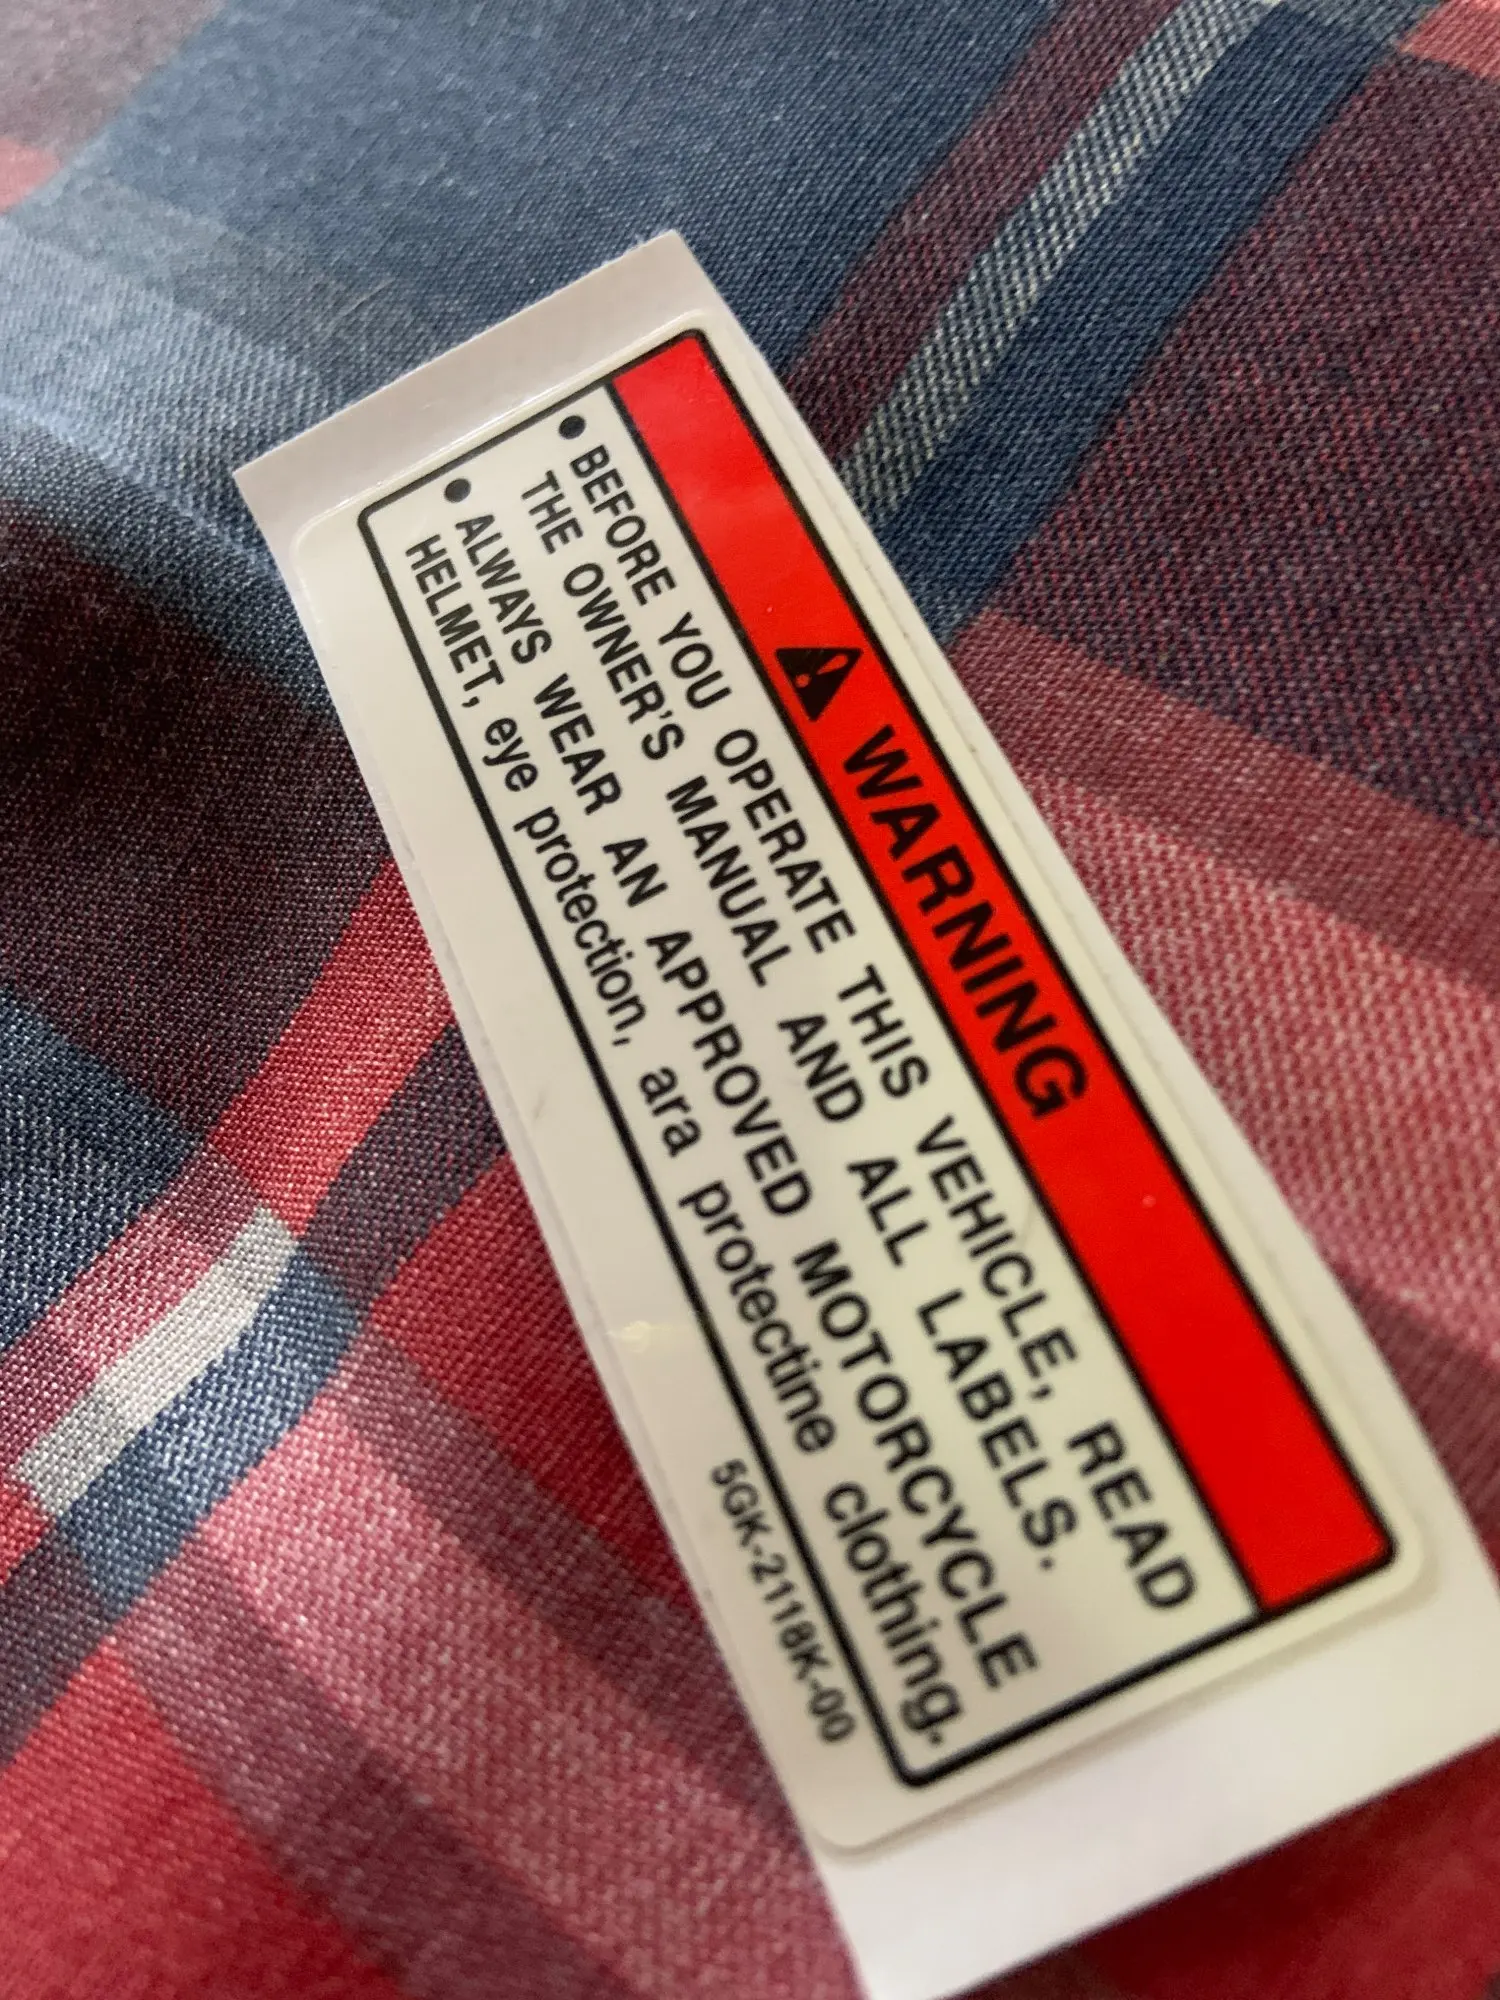 WARNING
● BEFORE YOU OPERATE THIS VEHICLE, READ
THE OWNER'S MANUAL AND ALL LABELS.
● ALWAYS WEAR AN APPROVED MOTORCYCLE
HELMET, eye protection, ara protectine clothing.
5GK-2118K-00